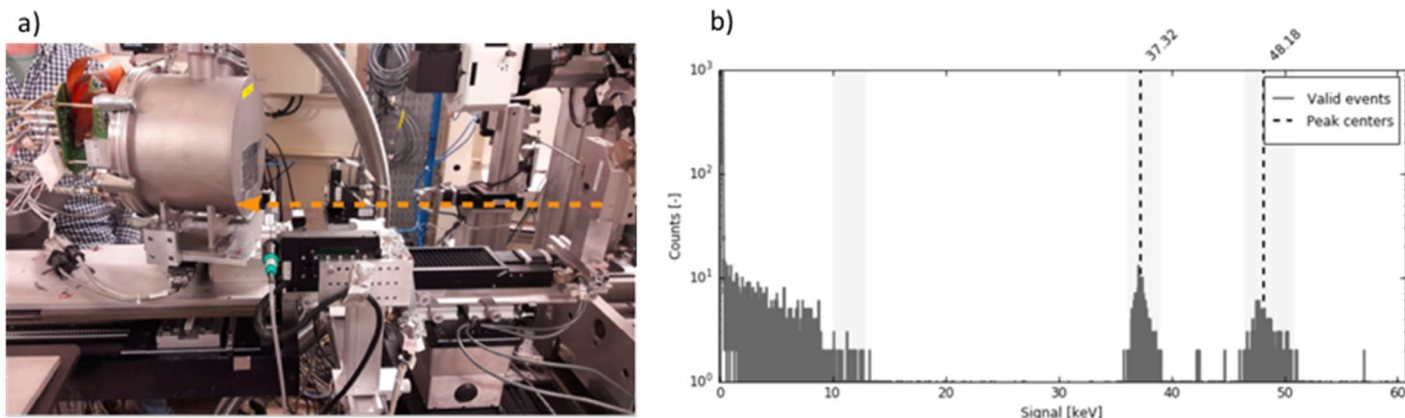 a)
b)
37.32
48.18
Counts [-]
10³
10²
10¹
10⁰
Valid events
Peak centers
0
10
20
30
40
50
60
Signal [keV]